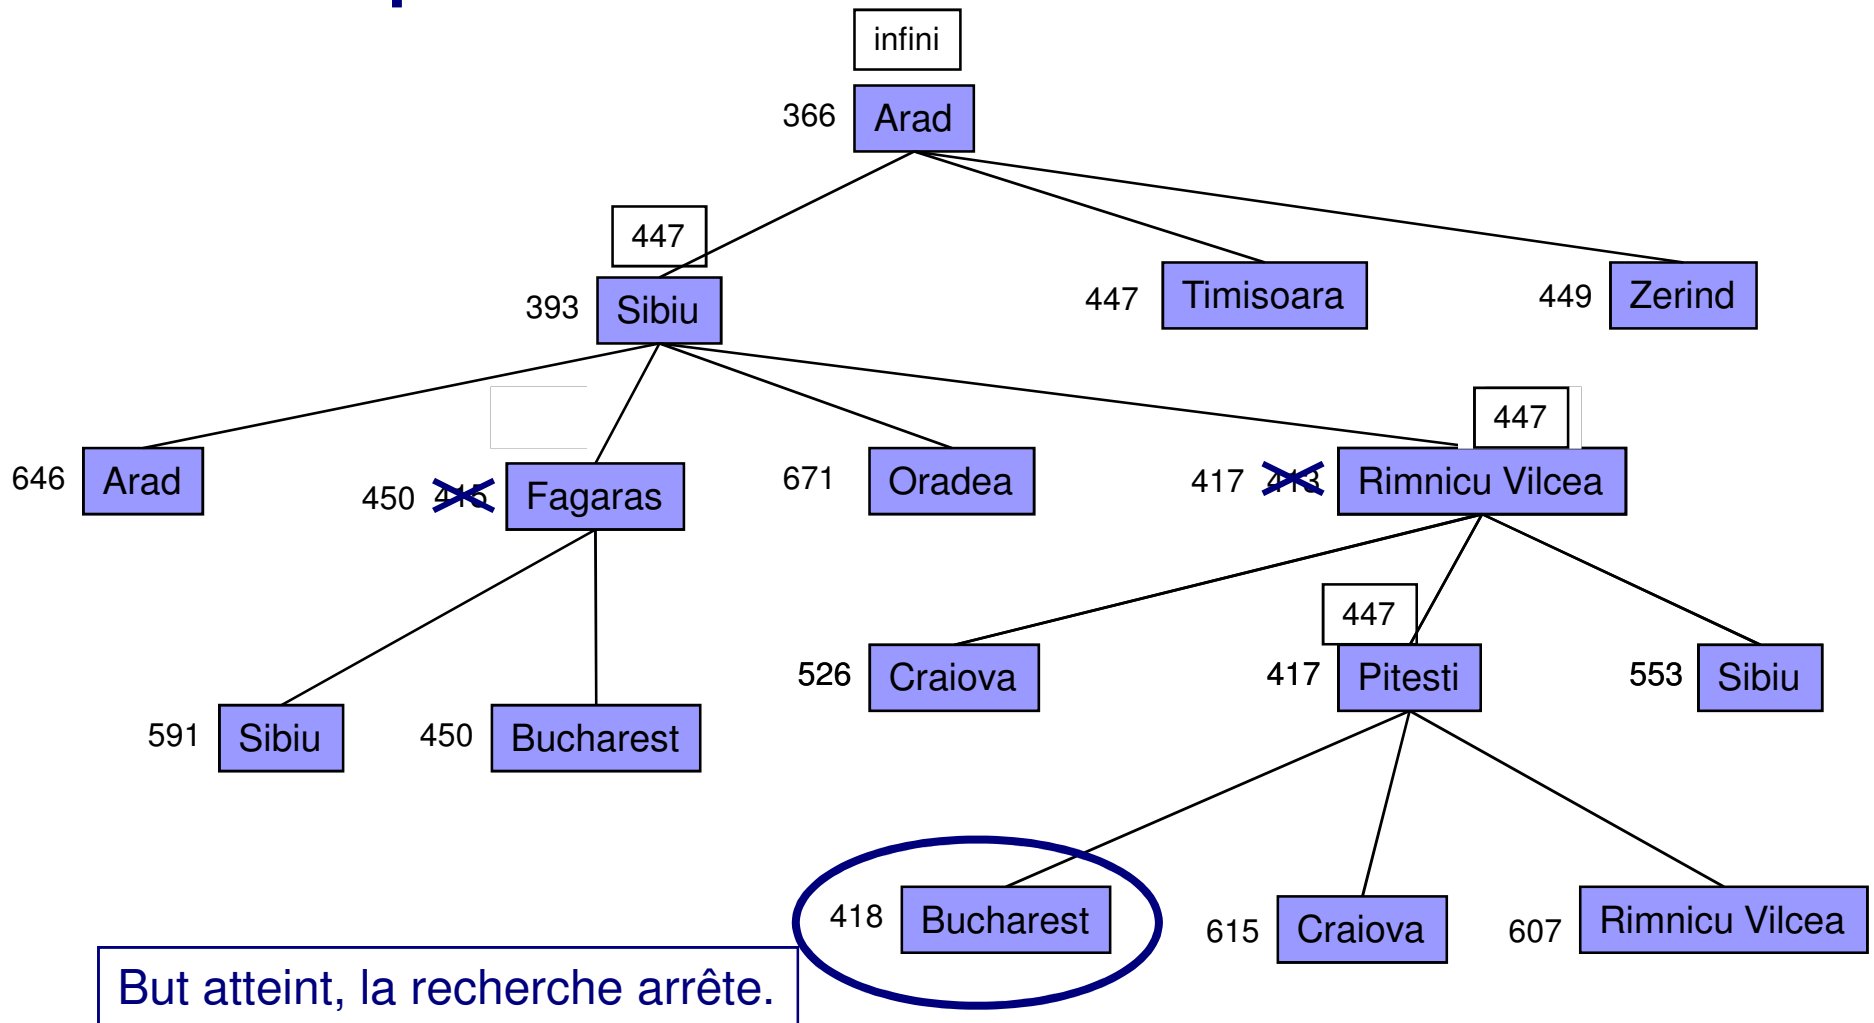 infini
366 Arad
447
393 Sibiu
447 Timisoara
449 Zerind
447
646 Arad
450 415 Fagaras
671 Oradea
417 413 Rimnicu Vilcea
447
526 Craiova
417 Pitesti
553 Sibiu
591 Sibiu
450 Bucharest
418 Bucharest
615 Craiova
607 Rimnicu Vilcea
But atteint, la recherche arrête.